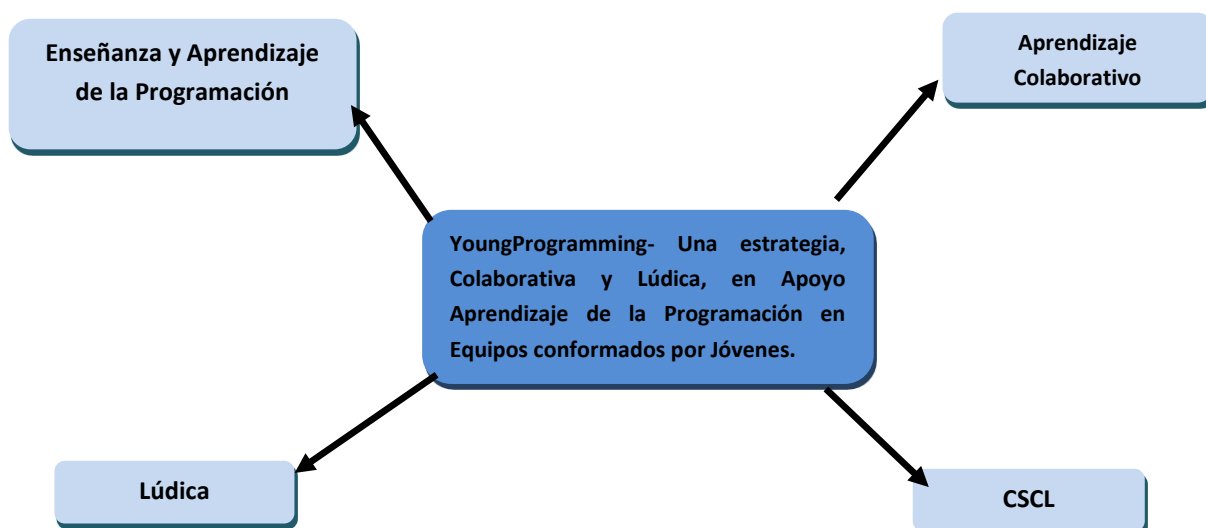 Enseñanza y Aprendizaje
de la Programación
Aprendizaje
Colaborativo
YoungProgramming- Una estrategia,
Colaborativa y Lúdica, en Apoyo
Aprendizaje de la Programación en
Equipos conformados por Jóvenes.
Lúdica
CSCL